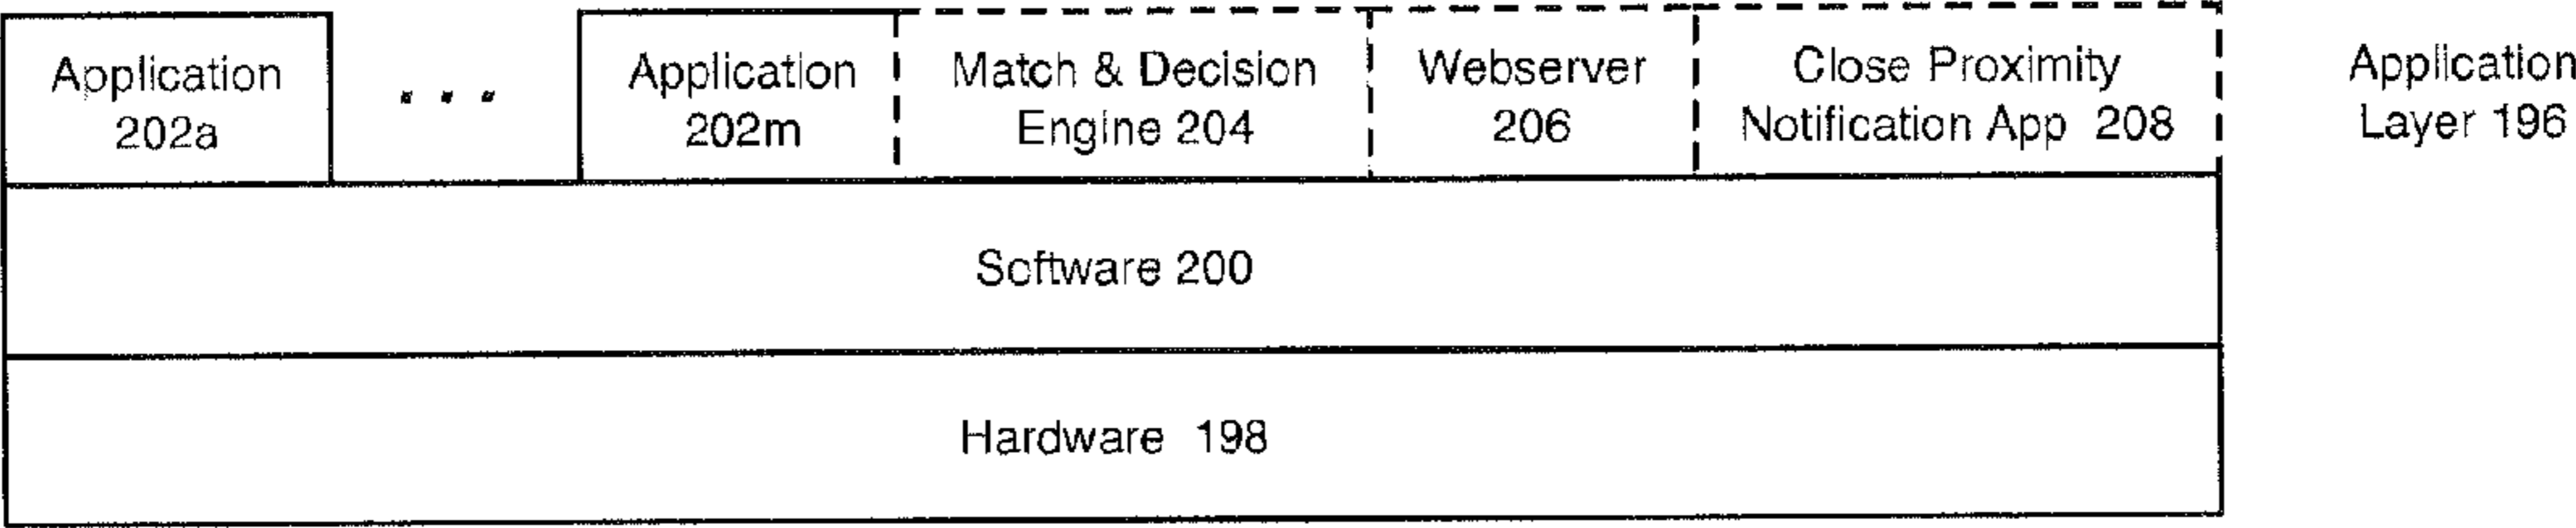 Application
202a
. . .
Application
202m
Match & Decision
Engine 204
Webserver
206
Close Proximity
Notification App 208
Application
Layer 196
Software 200
Hardware 198